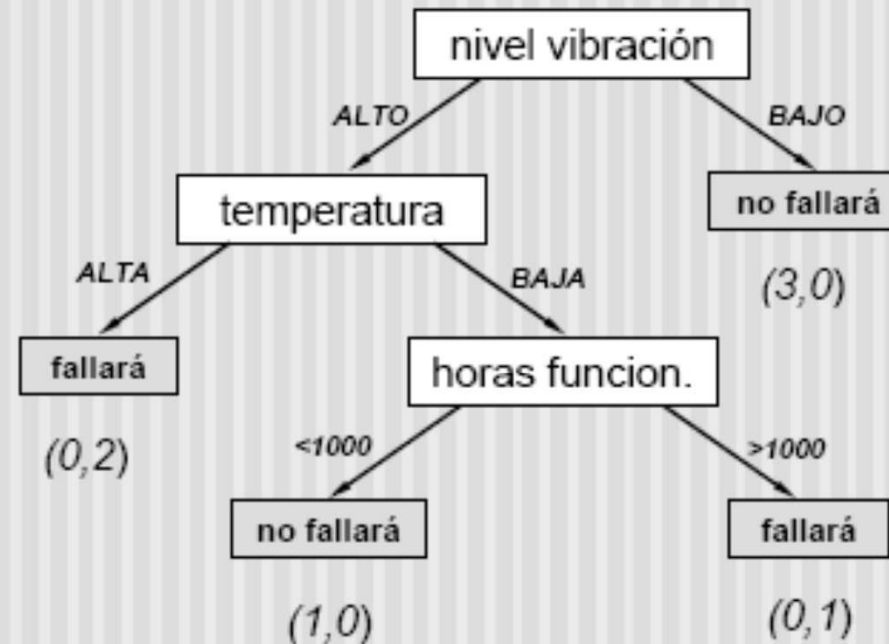 nivel vibración
ALTO
BAJO
temperatura
no fallará
ALTA
BAJA
(3,0)
fallará
horas funcion.
(0,2)
<1000
>1000
no fallará
fallará
(1,0)
(0,1)